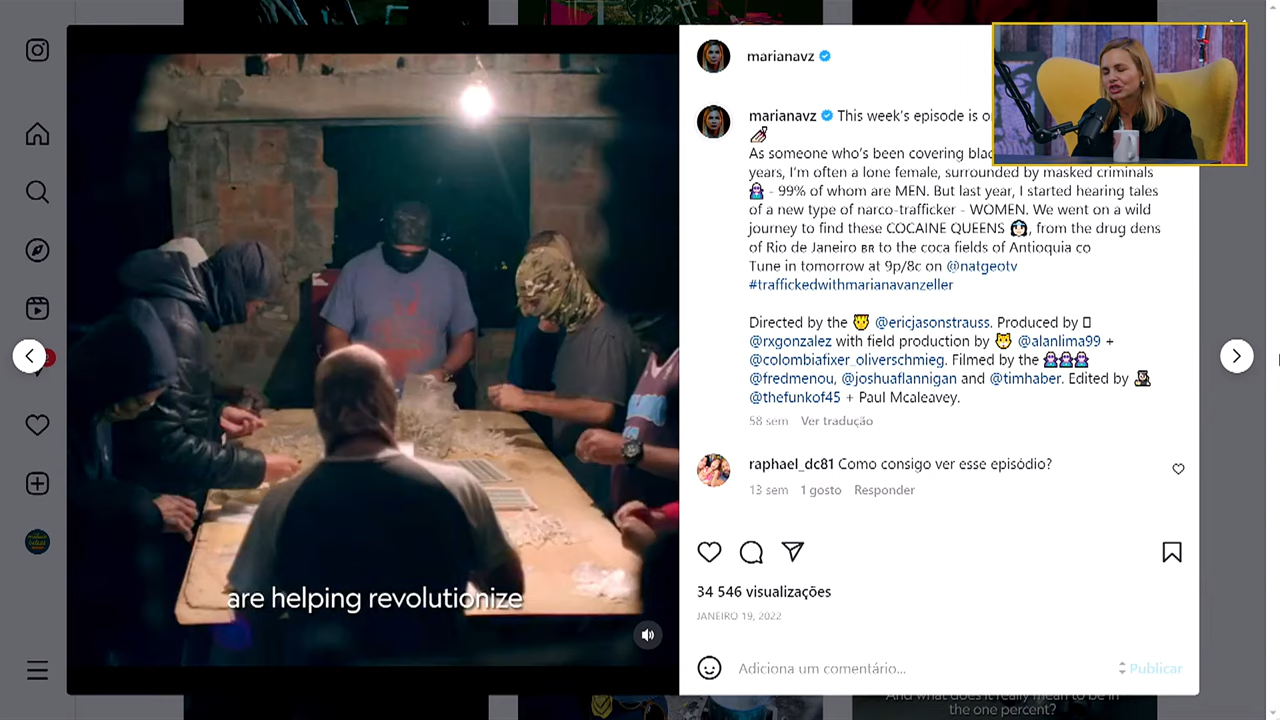 marianavz
marianavz This week's episode is o
As someone who's been covering blac
years, I'm often a lone female, surrounded by masked criminals
- 99% of whom are MEN. But last year, I started hearing tales
of a new type of narco-trafficker - WOMEN. We went on a wild
journey to find these COCAINE QUEENS , from the drug dens
of Rio de Janeiro BR to the coca fields of Antioquia co
Tune in tomorrow at 9p/8c on @natgeotv
#traffickedwithmarianavanzeller
Directed by the @ericjasonstrauss. Produced by
@rxgonzalez with field production by @alanlima99 +
@colombiafixer_oliverschmieg. Filmed by the
@fredmenou, @joshuaflannigan and @timhaber. Edited by
@thefunkof45 + Paul Mcaleavey.
58 sem Ver tradução
raphael_dc81 Como consigo ver esse episódio?
13 sem 1 gosto Responder
are helping revolutionize
34 546 visualizações
JANEIRO 19, 2022
Adiciona um comentário... Publicar
And what does it really mean to be in
the one percent?